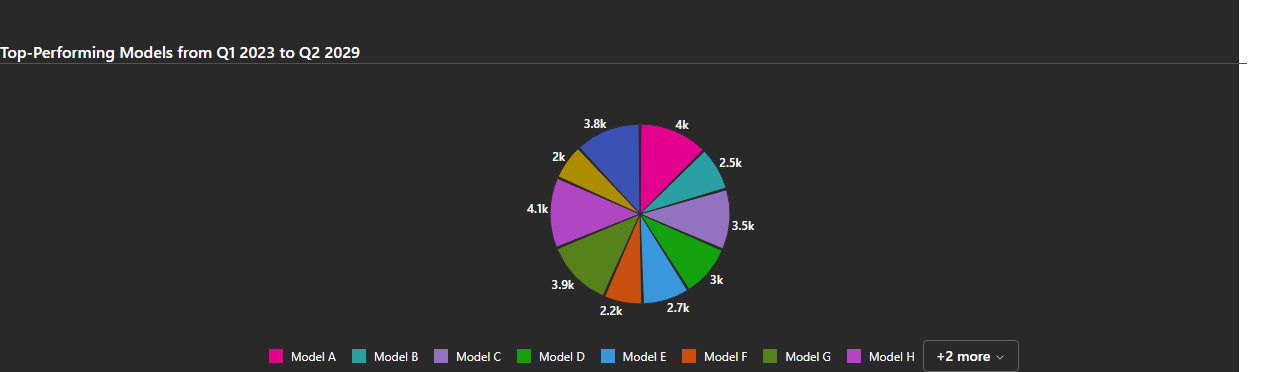 Top-Performing Models from Q1 2023 to Q2 2029
3.8k
4k
2k
2.5k
4.1k
3.5k
3.9k
3k
2.2k
2.7k
Model A
Model B
Model C
Model D
Model E
Model F
Model G
Model H
+2 more